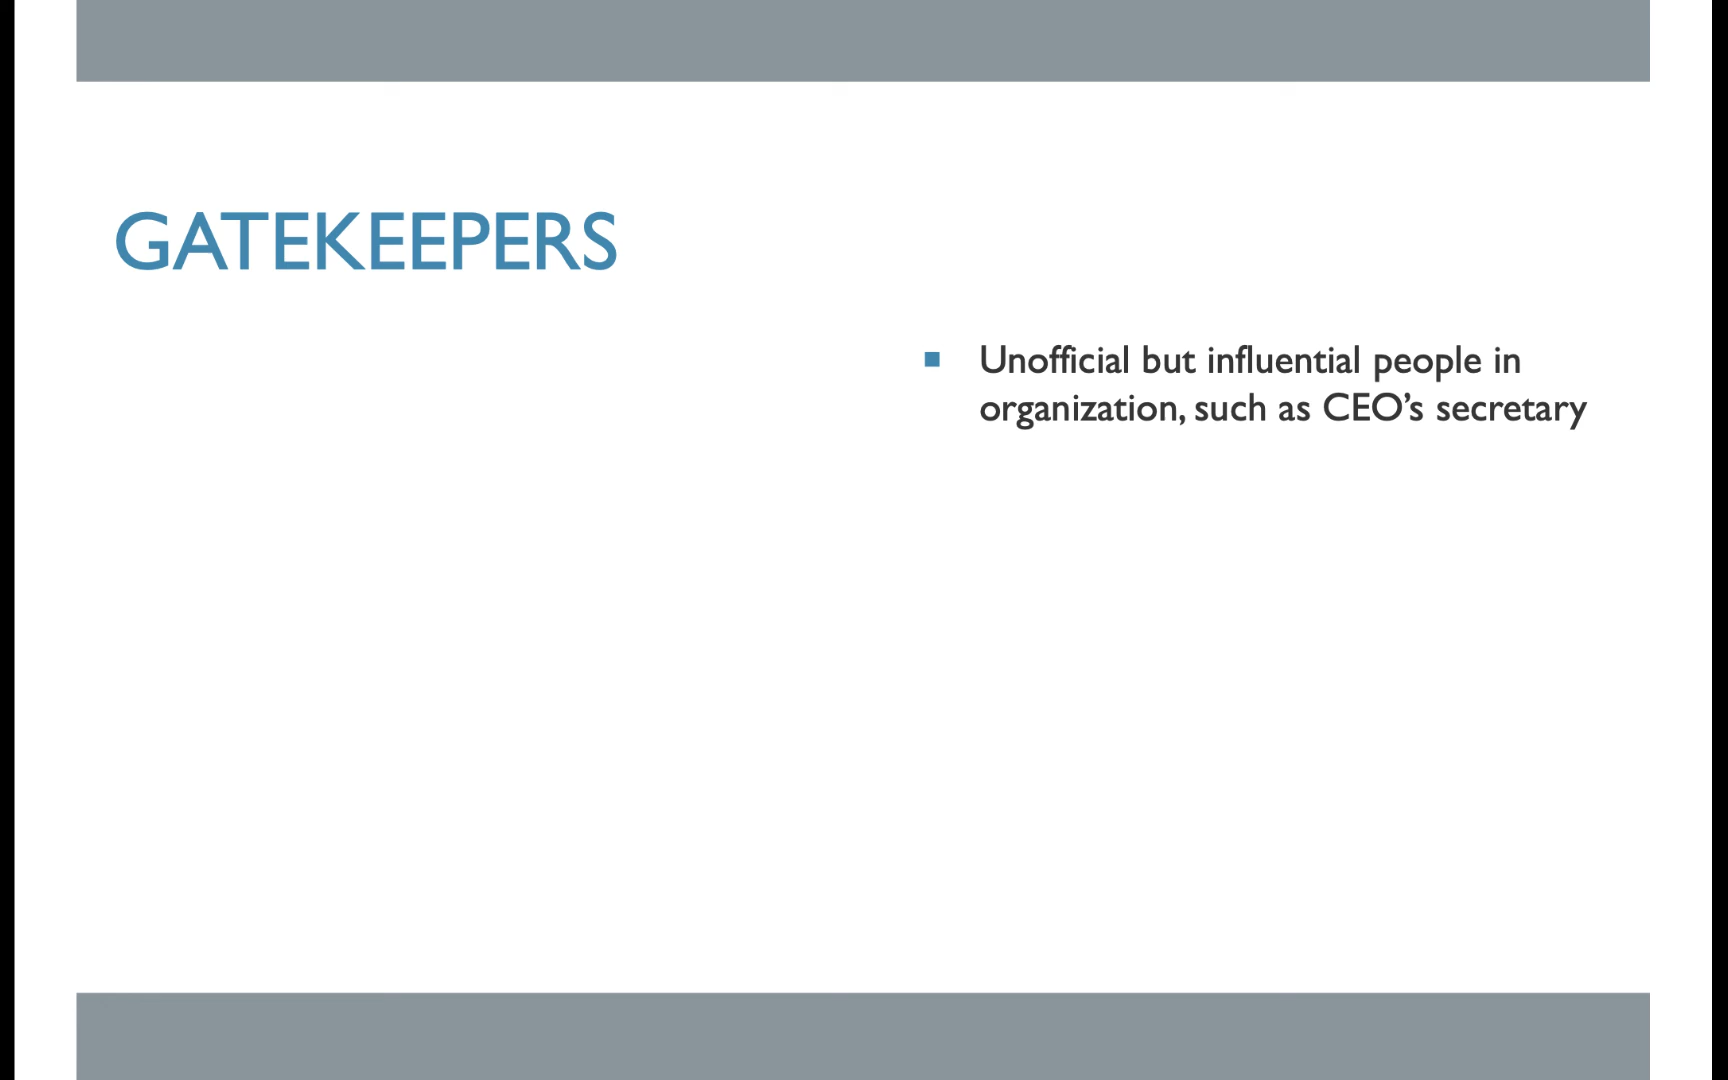 GATEKEEPERS
Unofficial but influential people in
organization, such as CEO’s secretary